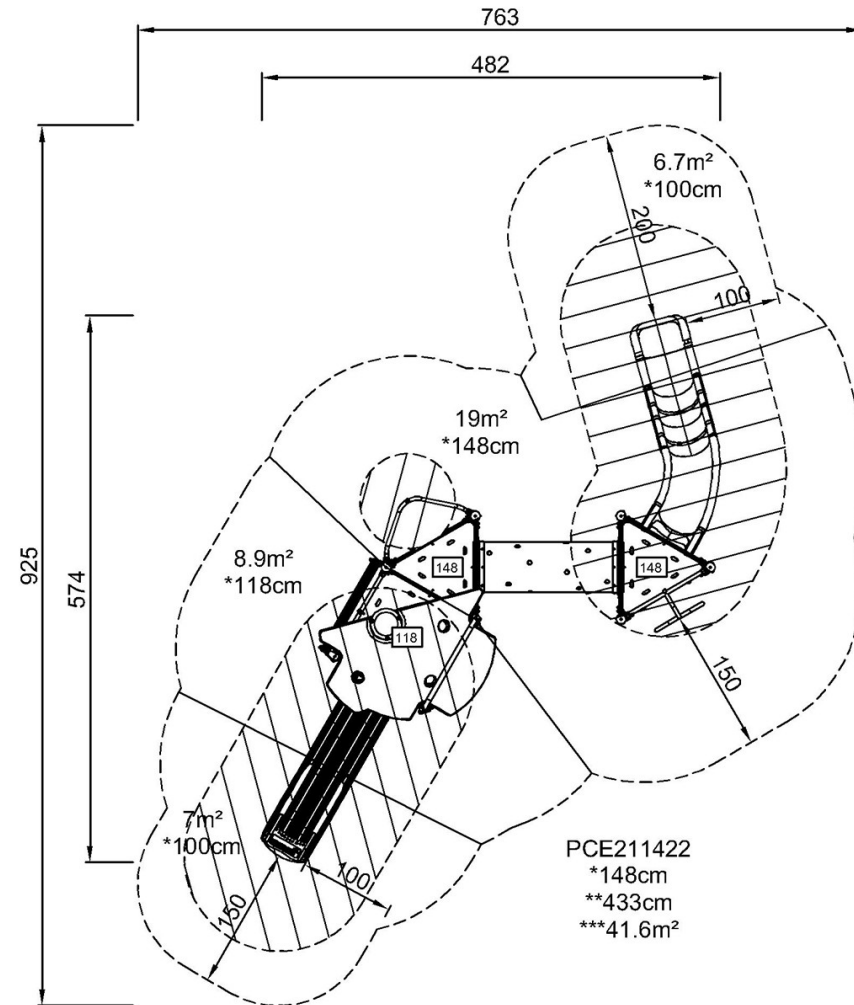 763
482
6.7m²
*100cm
200
100
925
574
19m²
*148cm
8.9m²
*118cm
148
148
118
150
7m²
*100cm
100
150
PCE211422
*148cm
**433cm
***41.6m²